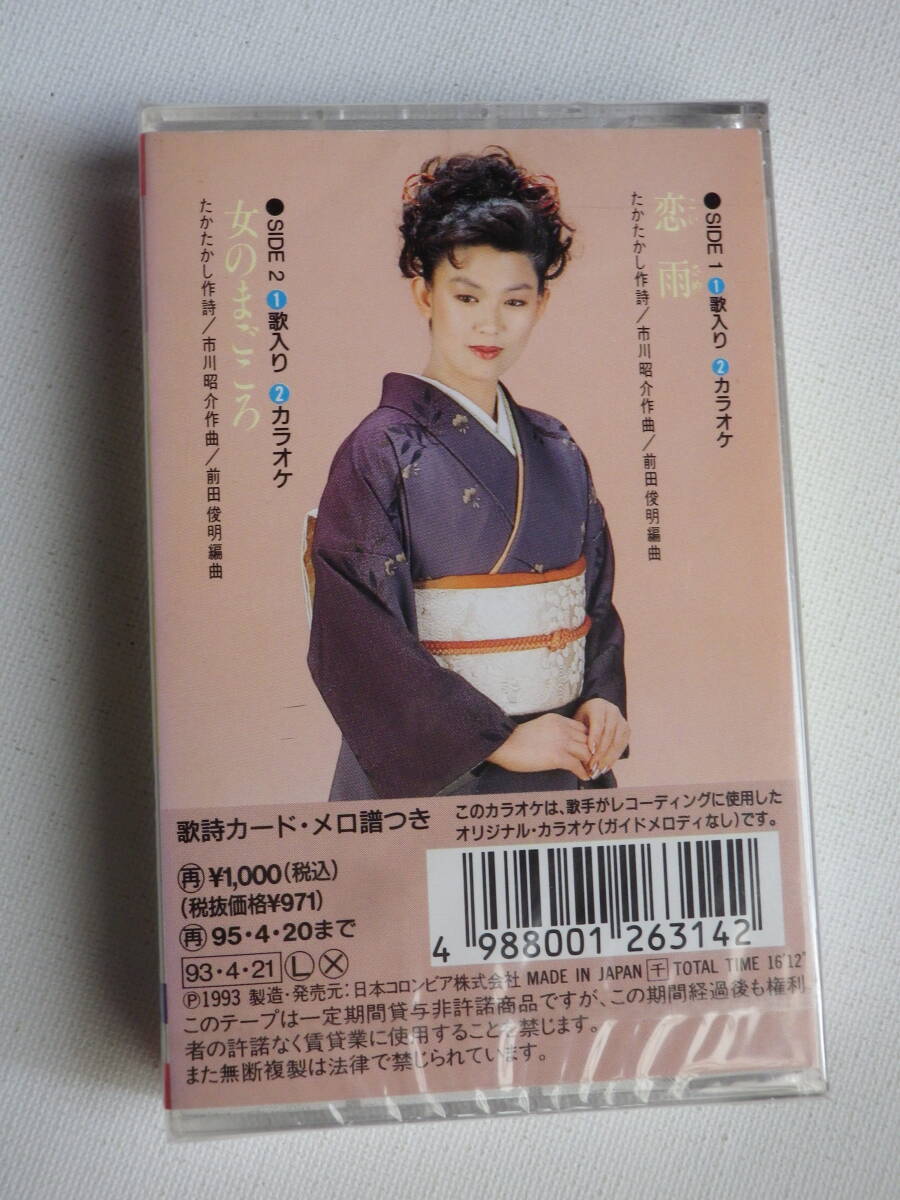 ●SIDE 1 ❶歌入り ❷カラオケ
恋雨
こいさめ
たかたかし作詩/市川昭介作曲/前田俊明編曲
●SIDE 2 ❶歌入り ❷カラオケ
女のまごころ
たかたかし作詩/市川昭介作曲/前田俊明編曲
歌詩カード・メロ譜つき
このカラオケは、歌手がレコーディングに使用した
オリジナル・カラオケ(ガイドメロディなし)です。
㋐¥1,000(税込)
(税抜価格¥971)
再95・4・20まで
93・4・21 Ⓛ Ⓧ
4 988001 263142
Ⓟ1993 製造・発売元:日本コロンビア株式会社 MADE IN JAPAN 千 TOTAL TIME 16'12"
このテープは一定期間貸与非許諾商品ですが、この期間経過後も権利
者の許諾なく賃貸業に使用することを禁じます。
また無断複製は法律で禁じられています。